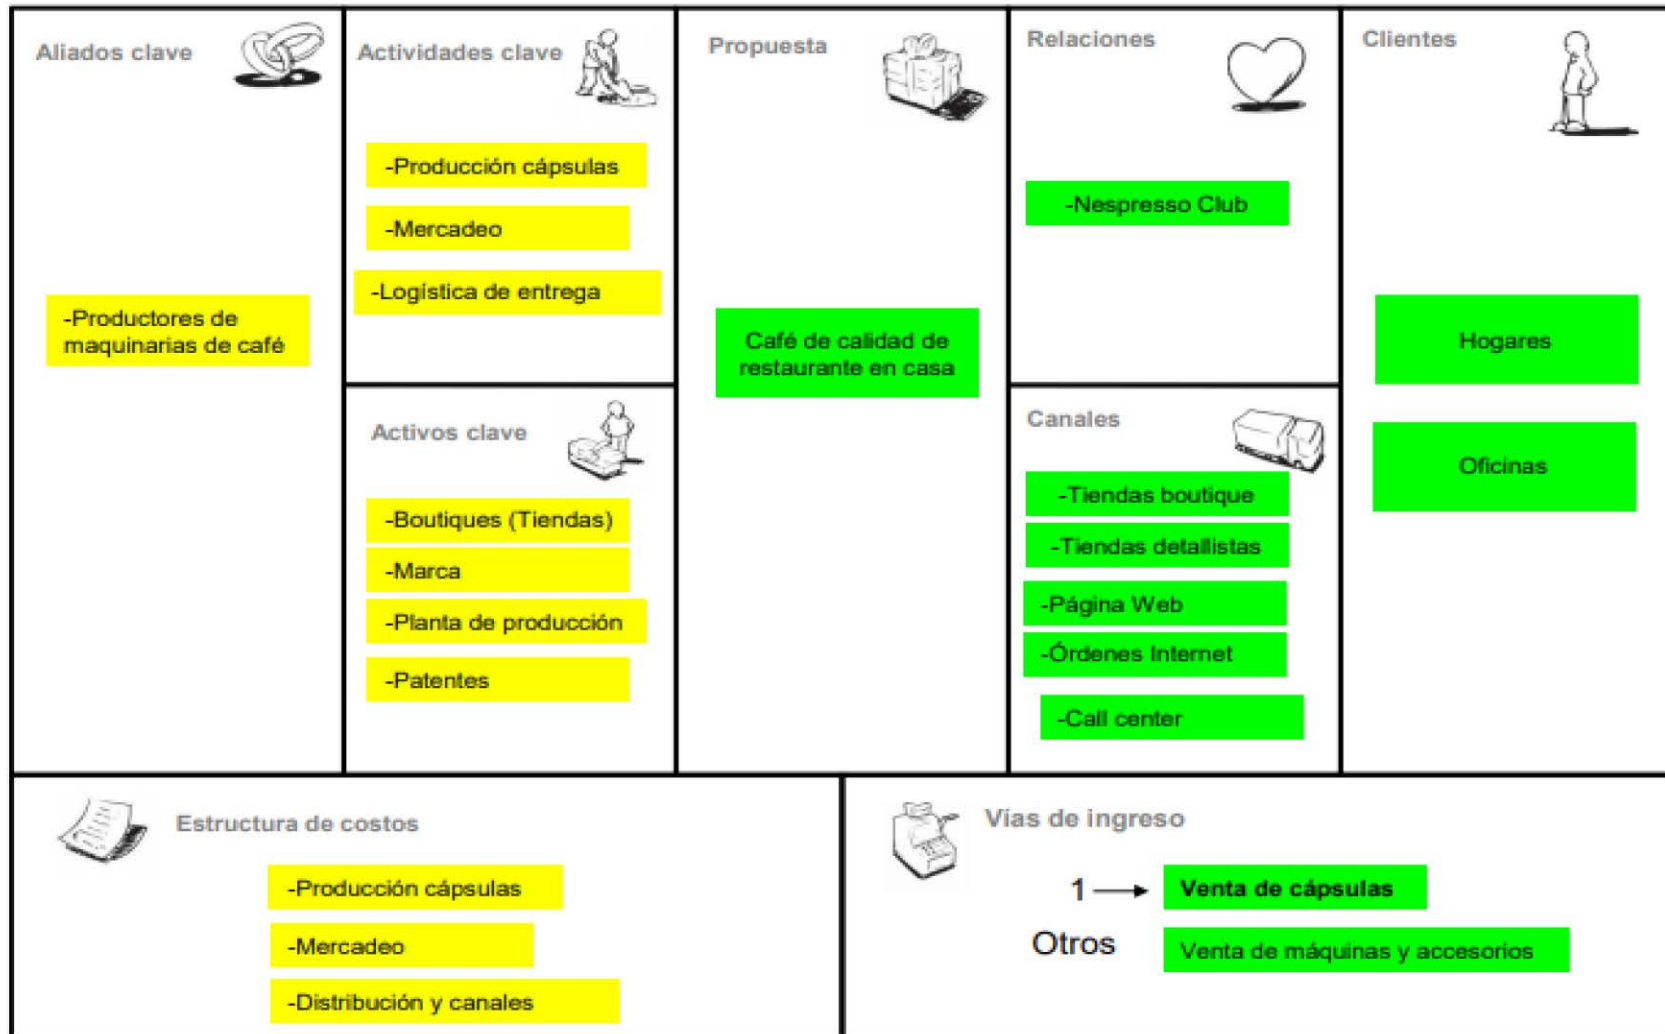 Aliados clave
-Productores de
maquinarias de café
Actividades clave
-Producción cápsulas
-Mercadeo
-Logística de entrega
Activos clave
-Boutiques (Tiendas)
-Marca
-Planta de producción
-Patentes
Propuesta
Café de calidad de
restaurante en casa
Relaciones
-Nespresso Club
Canales
-Tiendas boutique
-Tiendas detallistas
-Página Web
-Órdenes Internet
-Call center
Clientes
Hogares
Oficinas
Estructura de costos
-Producción cápsulas
-Mercadeo
-Distribución y canales
Vías de ingreso
1 → Venta de cápsulas
Otros Venta de máquinas y accesorios